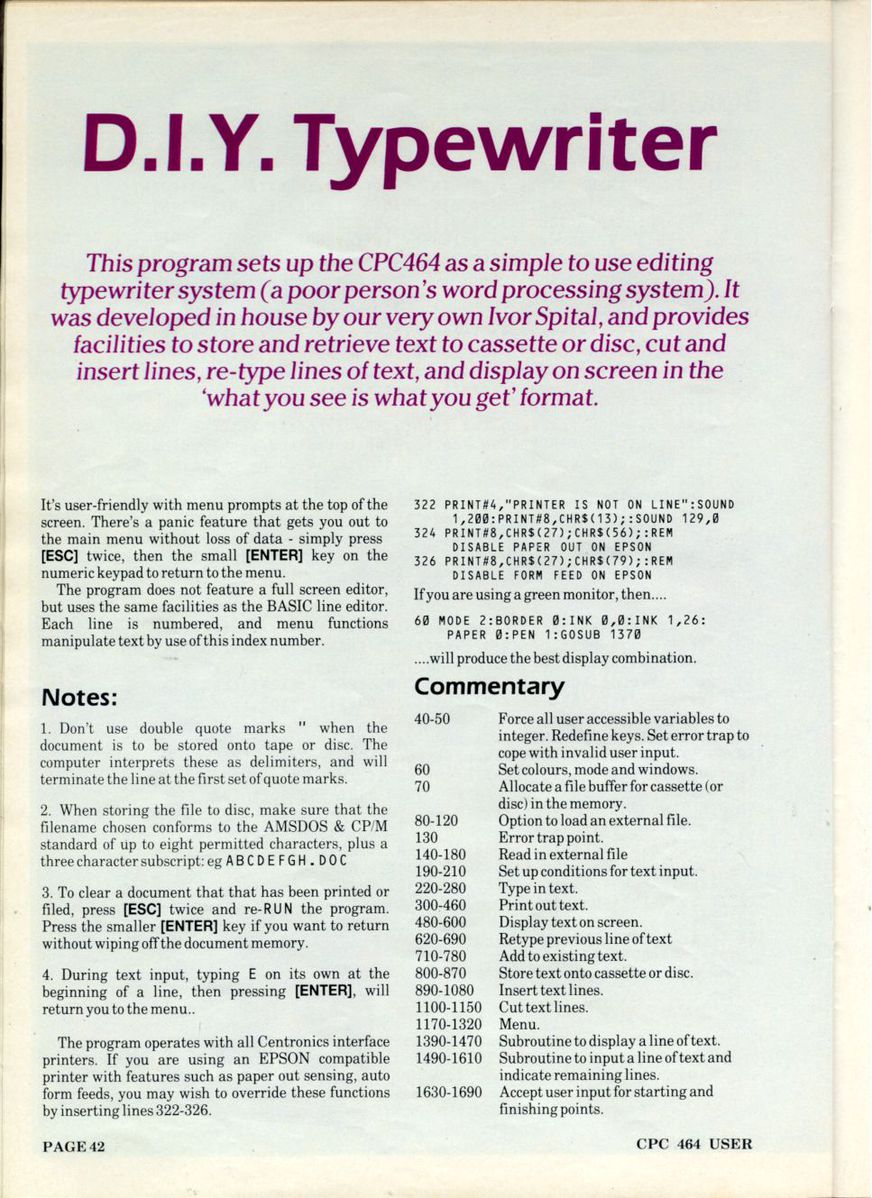 D.I.Y. Typewriter
This program sets up the CPC464 as a simple to use editing
typewriter system (a poor person's word processing system). It
was developed in house by our very own Ivor Spital, and provides
facilities to store and retrieve text to cassette or disc, cut and
insert lines, re-type lines of text, and display on screen in the
'what you see is what you get' format.
It's user-friendly with menu prompts at the top of the
screen. There's a panic feature that gets you out to
the main menu without loss of data - simply press
[ESC] twice, then the small [ENTER] key on the
numeric keypad to return to the menu.
The program does not feature a full screen editor,
but uses the same facilities as the BASIC line editor.
Each line is numbered, and menu functions
manipulate text by use of this index number.
Notes:
1. Don't use double quote marks " when the
document is to be stored onto tape or disc. The
computer interprets these as delimiters, and will
terminate the line at the first set of quote marks.
2. When storing the file to disc, make sure that the
filename chosen conforms to the AMSDOS & CP/M
standard of up to eight permitted characters, plus a
three character subscript: eg ABCDEFGH.DOC
3. To clear a document that that has been printed or
filed, press [ESC] twice and re-RUN the program.
Press the smaller [ENTER] key if you want to return
without wiping off the document memory.
4. During text input, typing E on its own at the
beginning of a line, then pressing [ENTER], will
return you to the menu..
The program operates with all Centronics interface
printers. If you are using an EPSON compatible
printer with features such as paper out sensing, auto
form feeds, you may wish to override these functions
by inserting lines 322-326.
322 PRINT#4,"PRINTER IS NOT ON LINE":SOUND
1,200:PRINT#8,CHR$(13);:SOUND 129,0
324 PRINT#8,CHR$(27);CHR$(56);:REM
DISABLE PAPER OUT ON EPSON
326 PRINT#8,CHR$(27);CHR$(79);:REM
DISABLE FORM FEED ON EPSON
If you are using a green monitor, then....
60 MODE 2:BORDER 0:INK 0,0:INK 1,26:
PAPER 0:PEN 1:GOSUB 1370
....will produce the best display combination.
Commentary
40-50 Force all user accessible variables to
integer. Redefine keys. Set error trap to
cope with invalid user input.
60 Set colours, mode and windows.
70 Allocate a file buffer for cassette (or
disc) in the memory.
80-120 Option to load an external file.
130 Error trap point.
140-180 Read in external file
190-210 Set up conditions for text input.
220-280 Type in text.
300-460 Print out text.
480-600 Display text on screen.
620-690 Retype previous line of text
710-780 Add to existing text.
800-870 Store text onto cassette or disc.
890-1080 Insert text lines.
1100-1150 Cut text lines.
1170-1320 Menu.
1390-1470 Subroutine to display a line of text.
1490-1610 Subroutine to input a line of text and
indicate remaining lines.
1630-1690 Accept user input for starting and
finishing points.
PAGE 42
CPC 464 USER